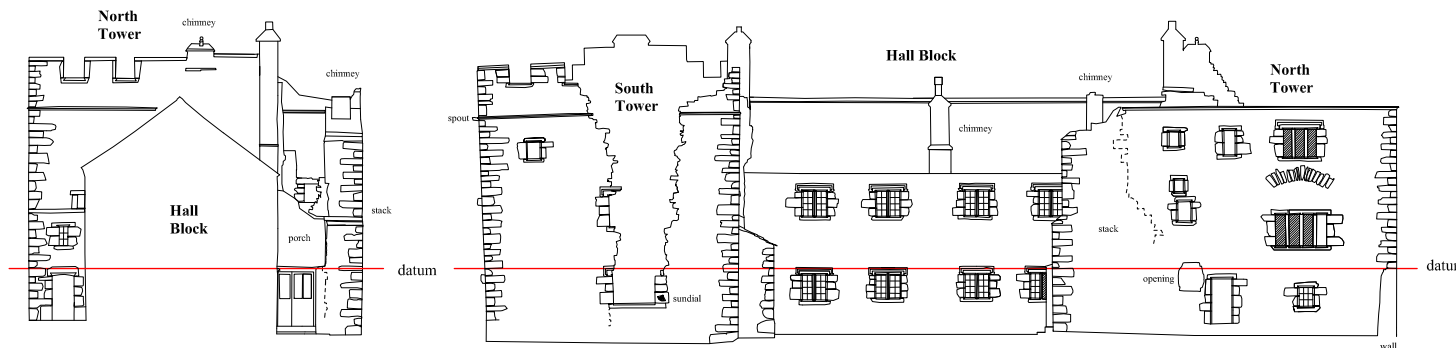 North
Tower
chimney
chimney
Hall
Block
porch
stack
datum
spout
South
Tower
sundial
Hall Block
chimney
chimney
stack
North
Tower
opening
datum
wall